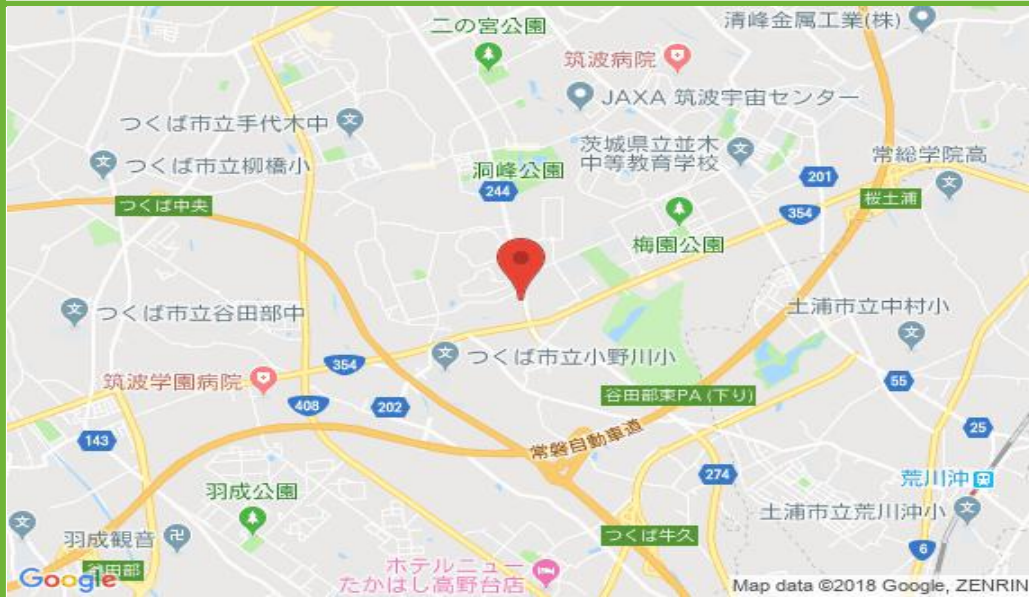 二の宮公園
清峰金属工業(株)
筑波病院
JAXA 筑波宇宙センター
つくば市立手代木中
茨城県立並木
中等教育学校
常総学院高
つくば市立柳橋小
洞峰公園
244
201
つくば中央
桜土浦
354
梅園公園
つくば市立谷田部中
土浦市立中村小
つくば市立小野川小
354
筑波学園病院
谷田部東PA (下り)
55
408
202
25
143
常磐自動車道
274
荒川沖
羽成公園
土浦市立荒川沖小
羽成観音
つくば牛久
6
谷田部
ホテルニュー
たかはし高野台店
Google
Map data ©2018 Google, ZENRIN